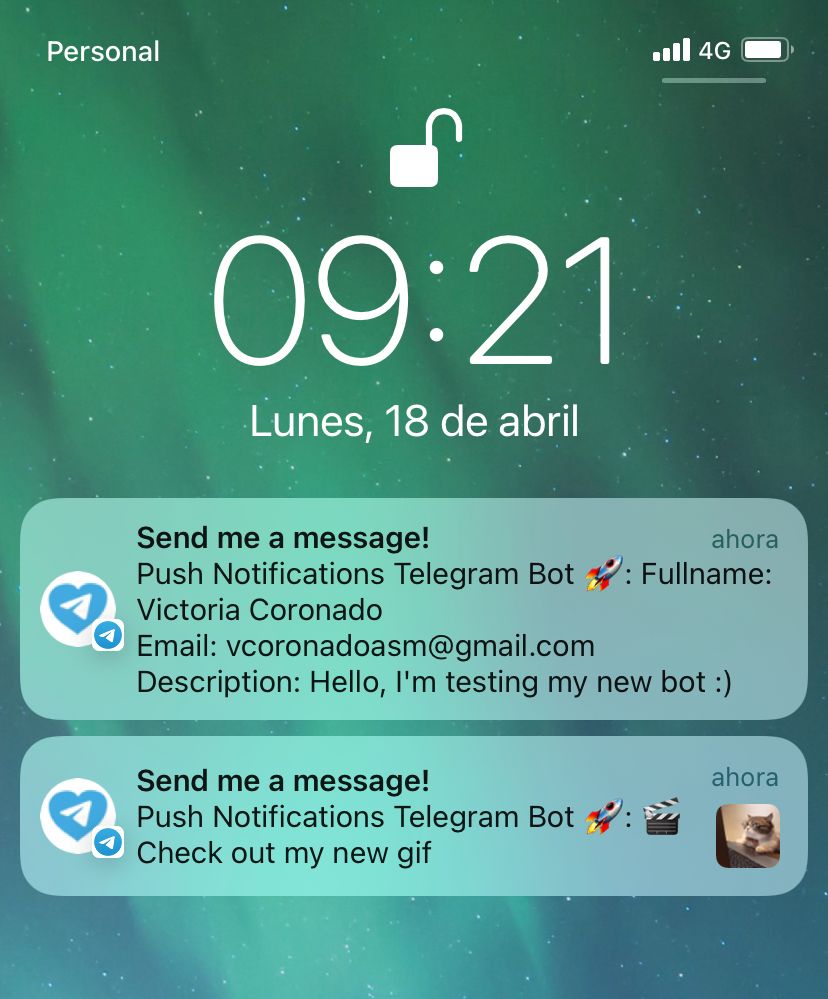 Personal 4G
09:21
Lunes, 18 de abril
Send me a message! ahora
Push Notifications Telegram Bot 🚀: Fullname:
Victoria Coronado
Email: vcoronadoasm@gmail.com
Description: Hello, I'm testing my new bot :)
Send me a message! ahora
Push Notifications Telegram Bot 🚀: 🎬
Check out my new gif